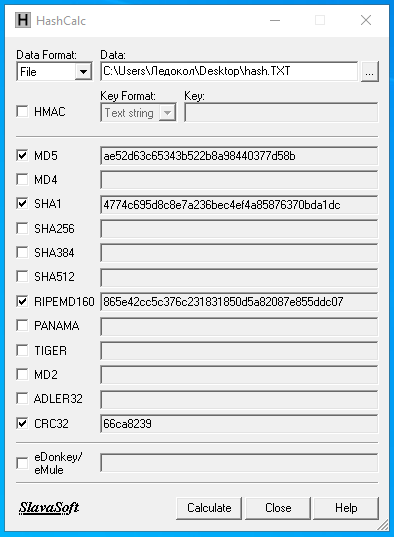 HashCalc
Data Format: Data:
File C:\Users\Ледокол\Desktop\hash.TXT ...
Key Format: Key:
HMAC Text string
MD5 ae52d63c65343b522b8a98440377d58b
MD4
SHA1 4774c695d8c8e7a236bec4ef4a85876370bda1dc
SHA256
SHA384
SHA512
RIPEMD160 865e42cc5c376c231831850d5a82087e855ddc07
PANAMA
TIGER
MD2
ADLER32
CRC32 66ca8239
eDonkey/
eMule
SlavaSoft Calculate Close Help